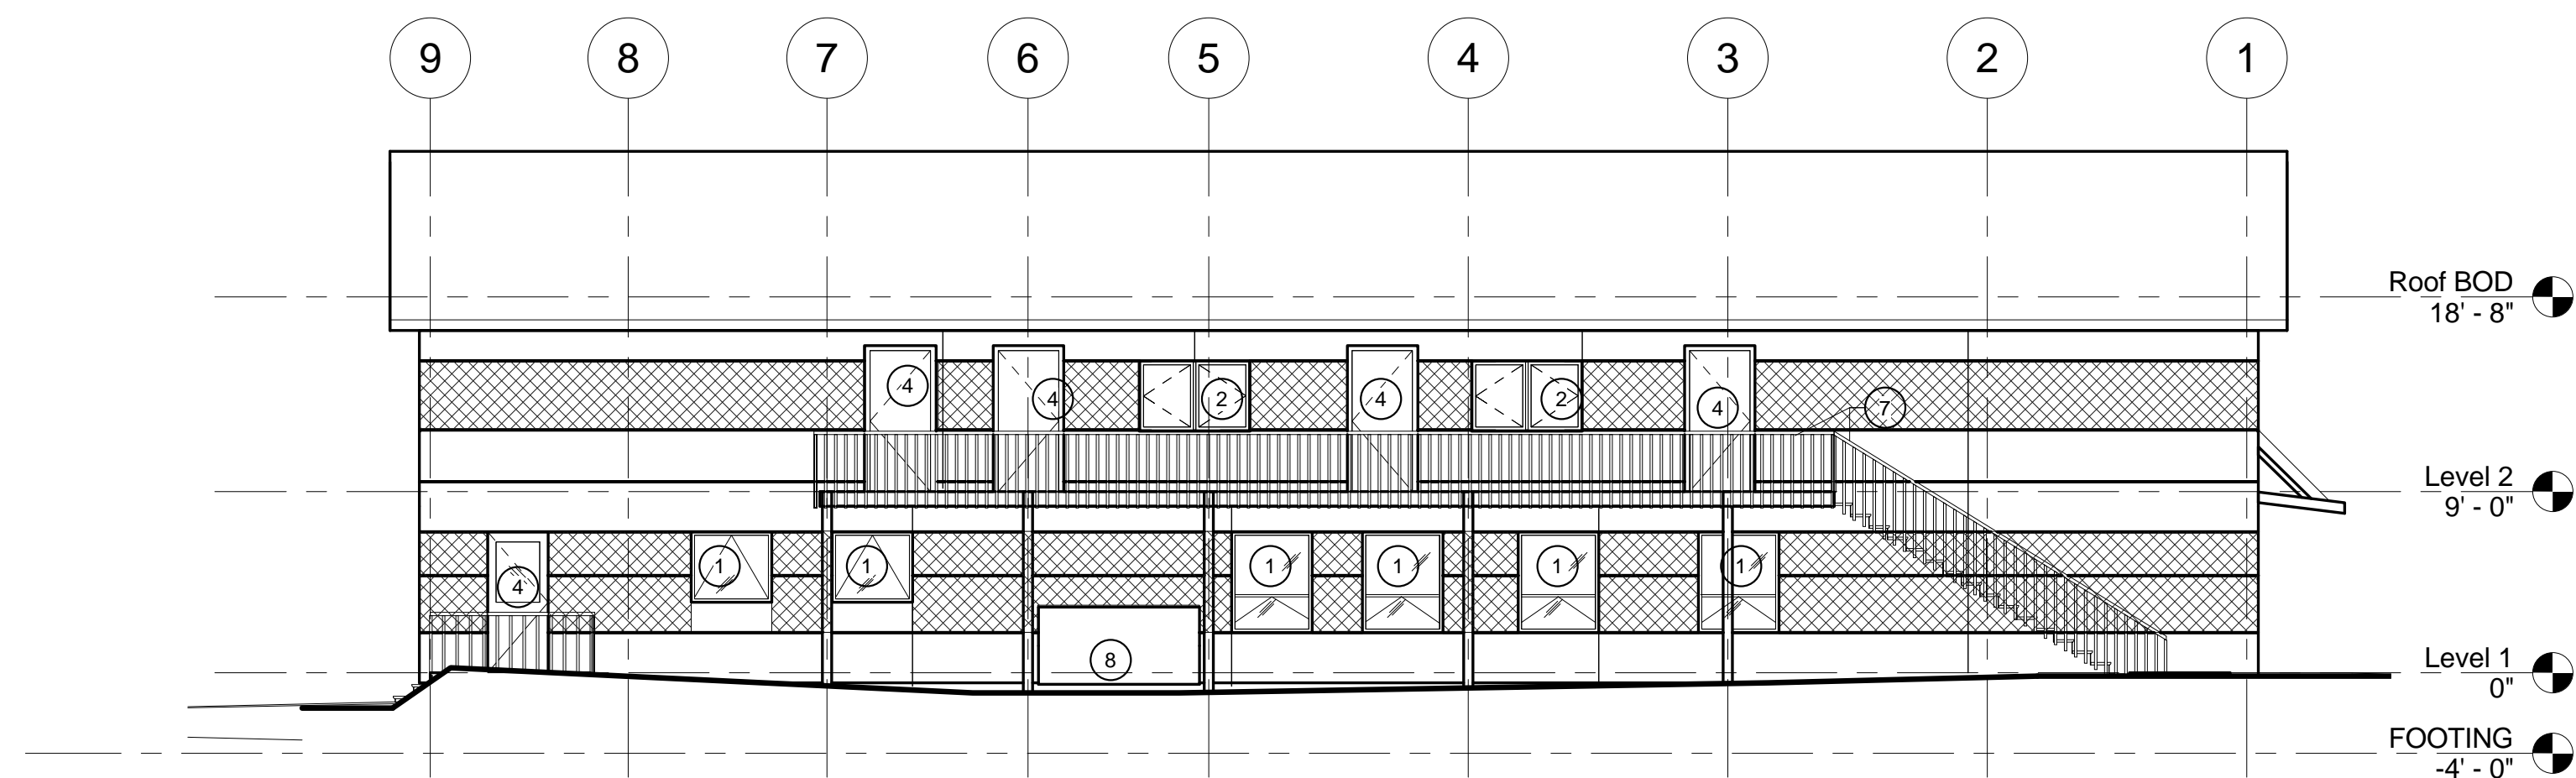 9 8 7 6 5 4 3 2 1
Roof BOD
18' - 8"
4 4 2 4 2 4 7
Level 2
9' - 0"
4 1 1 1 1 1 1
8
Level 1
0"
FOOTING
-4' - 0"